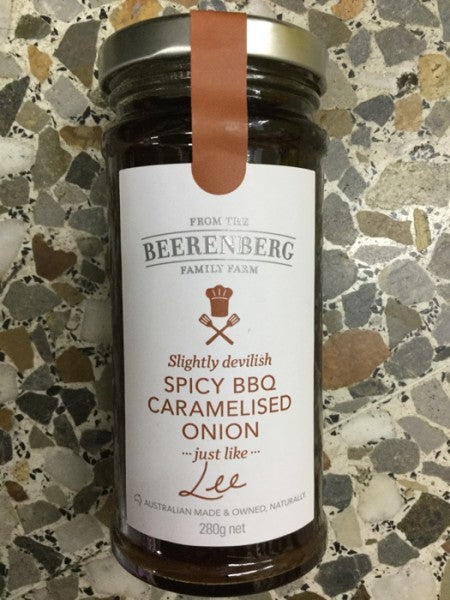 FROM THE
BEERENBERG
FAMILY FARM
Slightly devilish
SPICY BBQ
CARAMELISED
ONION
... just like ...
Lee
AUSTRALIAN MADE & OWNED, NATURALLY.
280g net